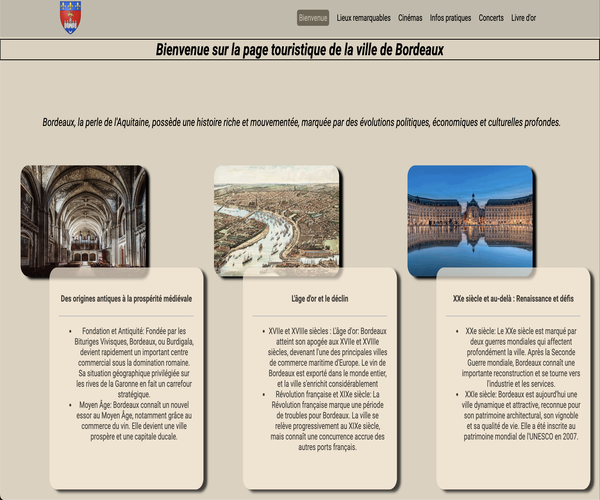 Bienvenue Lieux remarquables Cinémas Infos pratiques Concerts Livre d'or
Bienvenue sur la page touristique de la ville de Bordeaux
Bordeaux, la perle de l'Aquitaine, possède une histoire riche et mouvementée, marquée par des évolutions politiques, économiques et culturelles profondes.
Des origines antiques à la prospérité médiévale
• Fondation et Antiquité: Fondée par les
Bituriges Vivisques, Bordeaux, ou Burdigala,
devient rapidement un important centre
commercial sous la domination romaine.
Sa situation géographique privilégiée sur
les rives de la Garonne en fait un carrefour
stratégique.
• Moyen Âge: Bordeaux connaît un nouvel
essor au Moyen Âge, notamment grâce au
commerce du vin. Elle devient une ville
prospère et une capitale ducale.
L'âge d'or et le déclin
• XVIIe et XVIIIe siècles : L'âge d'or: Bordeaux
atteint son apogée aux XVIIe et XVIIIe
siècles, devenant l'une des principales villes
de commerce maritime d'Europe. Le vin de
Bordeaux est exporté dans le monde entier,
et la ville s'enrichit considérablement
• Révolution française et XIXe siècle: La
Révolution française marque une période
de troubles pour Bordeaux. La ville se
relève progressivement au XIXe siècle,
mais connaît une concurrence accrue des
autres ports français.
XXe siècle et au-delà : Renaissance et défis
• XXe siècle: Le XXe siècle est marqué par
deux guerres mondiales qui affectent
profondément la ville. Après la Seconde
Guerre mondiale, Bordeaux connaît une
importante reconstruction et se tourne vers
l'industrie et les services.
• XXIe siècle: Bordeaux est aujourd'hui une
ville dynamique et attractive, reconnue pour
son patrimoine architectural, son vignoble
et sa qualité de vie. Elle a été inscrite au
patrimoine mondial de l'UNESCO en 2007.